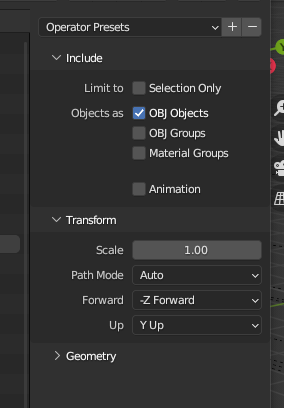 Operator Presets
Include
Limit to Selection Only
Objects as OBJ Objects
OBJ Groups
Material Groups
Animation
Transform
Scale 1.00
Path Mode Auto
Forward -Z Forward
Up Y Up
Geometry